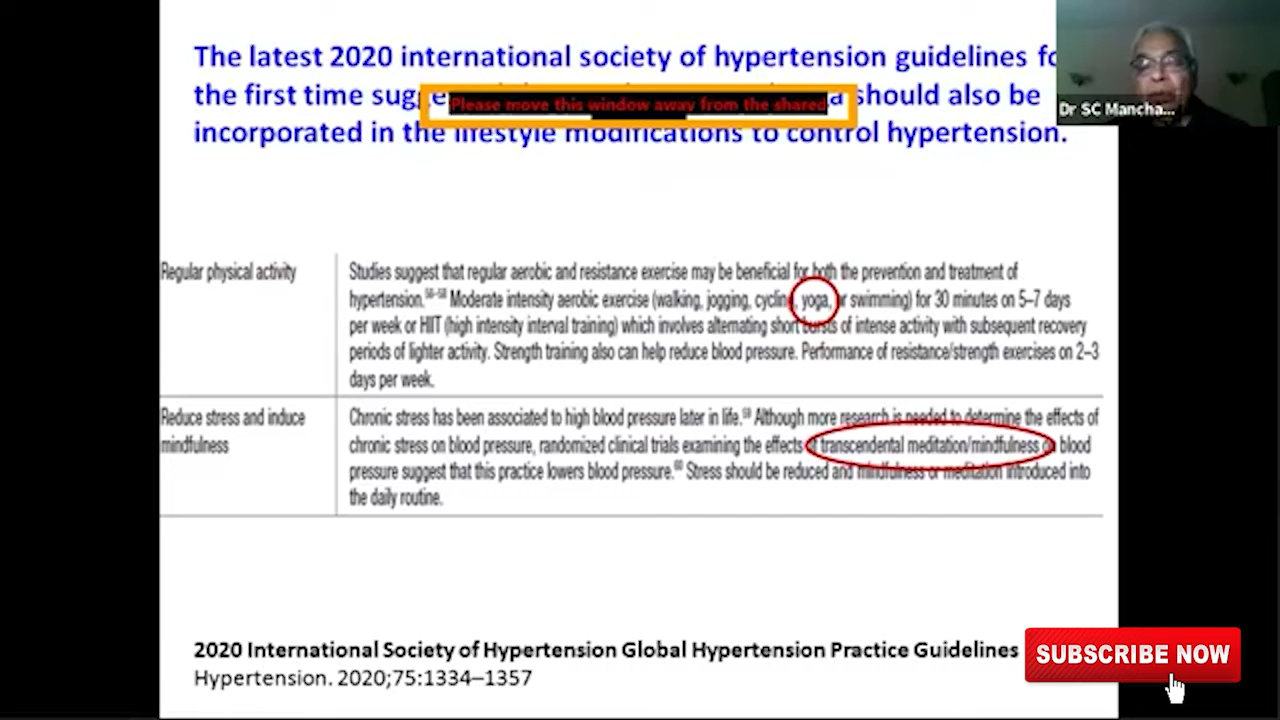 The latest 2020 international society of hypertension guidelines fo
the first time sugge
Please move this window away from the shared
a should also be
incorporated in the lifestyle modifications to control hypertension.
Dr SC Mancha...
Regular physical activity
Studies suggest that regular aerobic and resistance exercise may be beneficial for both the prevention and treatment of
hypertension.56–58 Moderate intensity aerobic exercise (walking, jogging, cycling, yoga, or swimming) for 30 minutes on 5–7 days
per week or HIIT (high intensity interval training) which involves alternating short bursts of intense activity with subsequent recovery
periods of lighter activity. Strength training also can help reduce blood pressure. Performance of resistance/strength exercises on 2–3
days per week.
Reduce stress and induce
mindfulness
Chronic stress has been associated to high blood pressure later in life.59 Although more research is needed to determine the effects of
chronic stress on blood pressure, randomized clinical trials examining the effects of transcendental meditation/mindfulness on blood
pressure suggest that this practice lowers blood pressure.60 Stress should be reduced and mindfulness or meditation introduced into
the daily routine.
2020 International Society of Hypertension Global Hypertension Practice Guidelines
Hypertension. 2020;75:1334–1357
SUBSCRIBE NOW